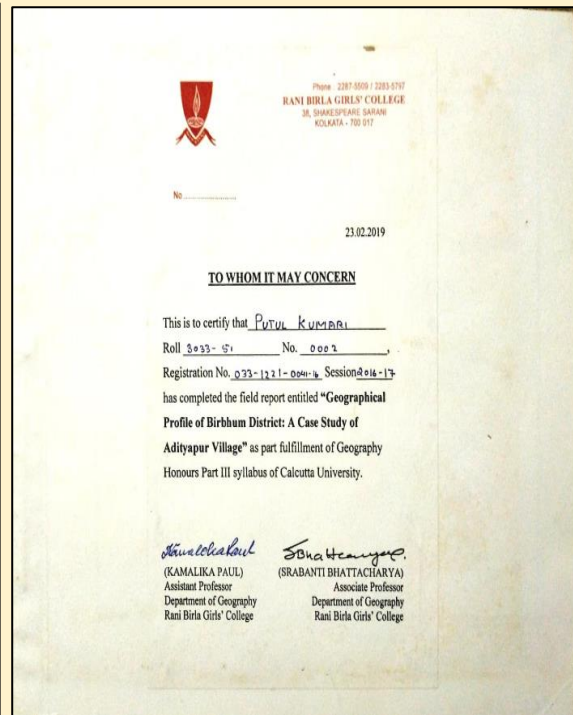 Phone : 2287-5509 / 2283-5797
RANI BIRLA GIRLS' COLLEGE
38, SHAKESPEARE SARANI
KOLKATA - 700 017
No ....................
23.02.2019
TO WHOM IT MAY CONCERN
This is to certify that PUTUL KUMARI
Roll 3033-51 No. 0002,
Registration No. 033-1221-0041-16 Session 2016-17
has completed the field report entitled "Geographical
Profile of Birbhum District: A Case Study of
Adityapur Village" as part fulfillment of Geography
Honours Part III syllabus of Calcutta University.
(KAMALIKA PAUL) (SRABANTI BHATTACHARYA)
Assistant Professor Associate Professor
Department of Geography Department of Geography
Rani Birla Girls' College Rani Birla Girls' College